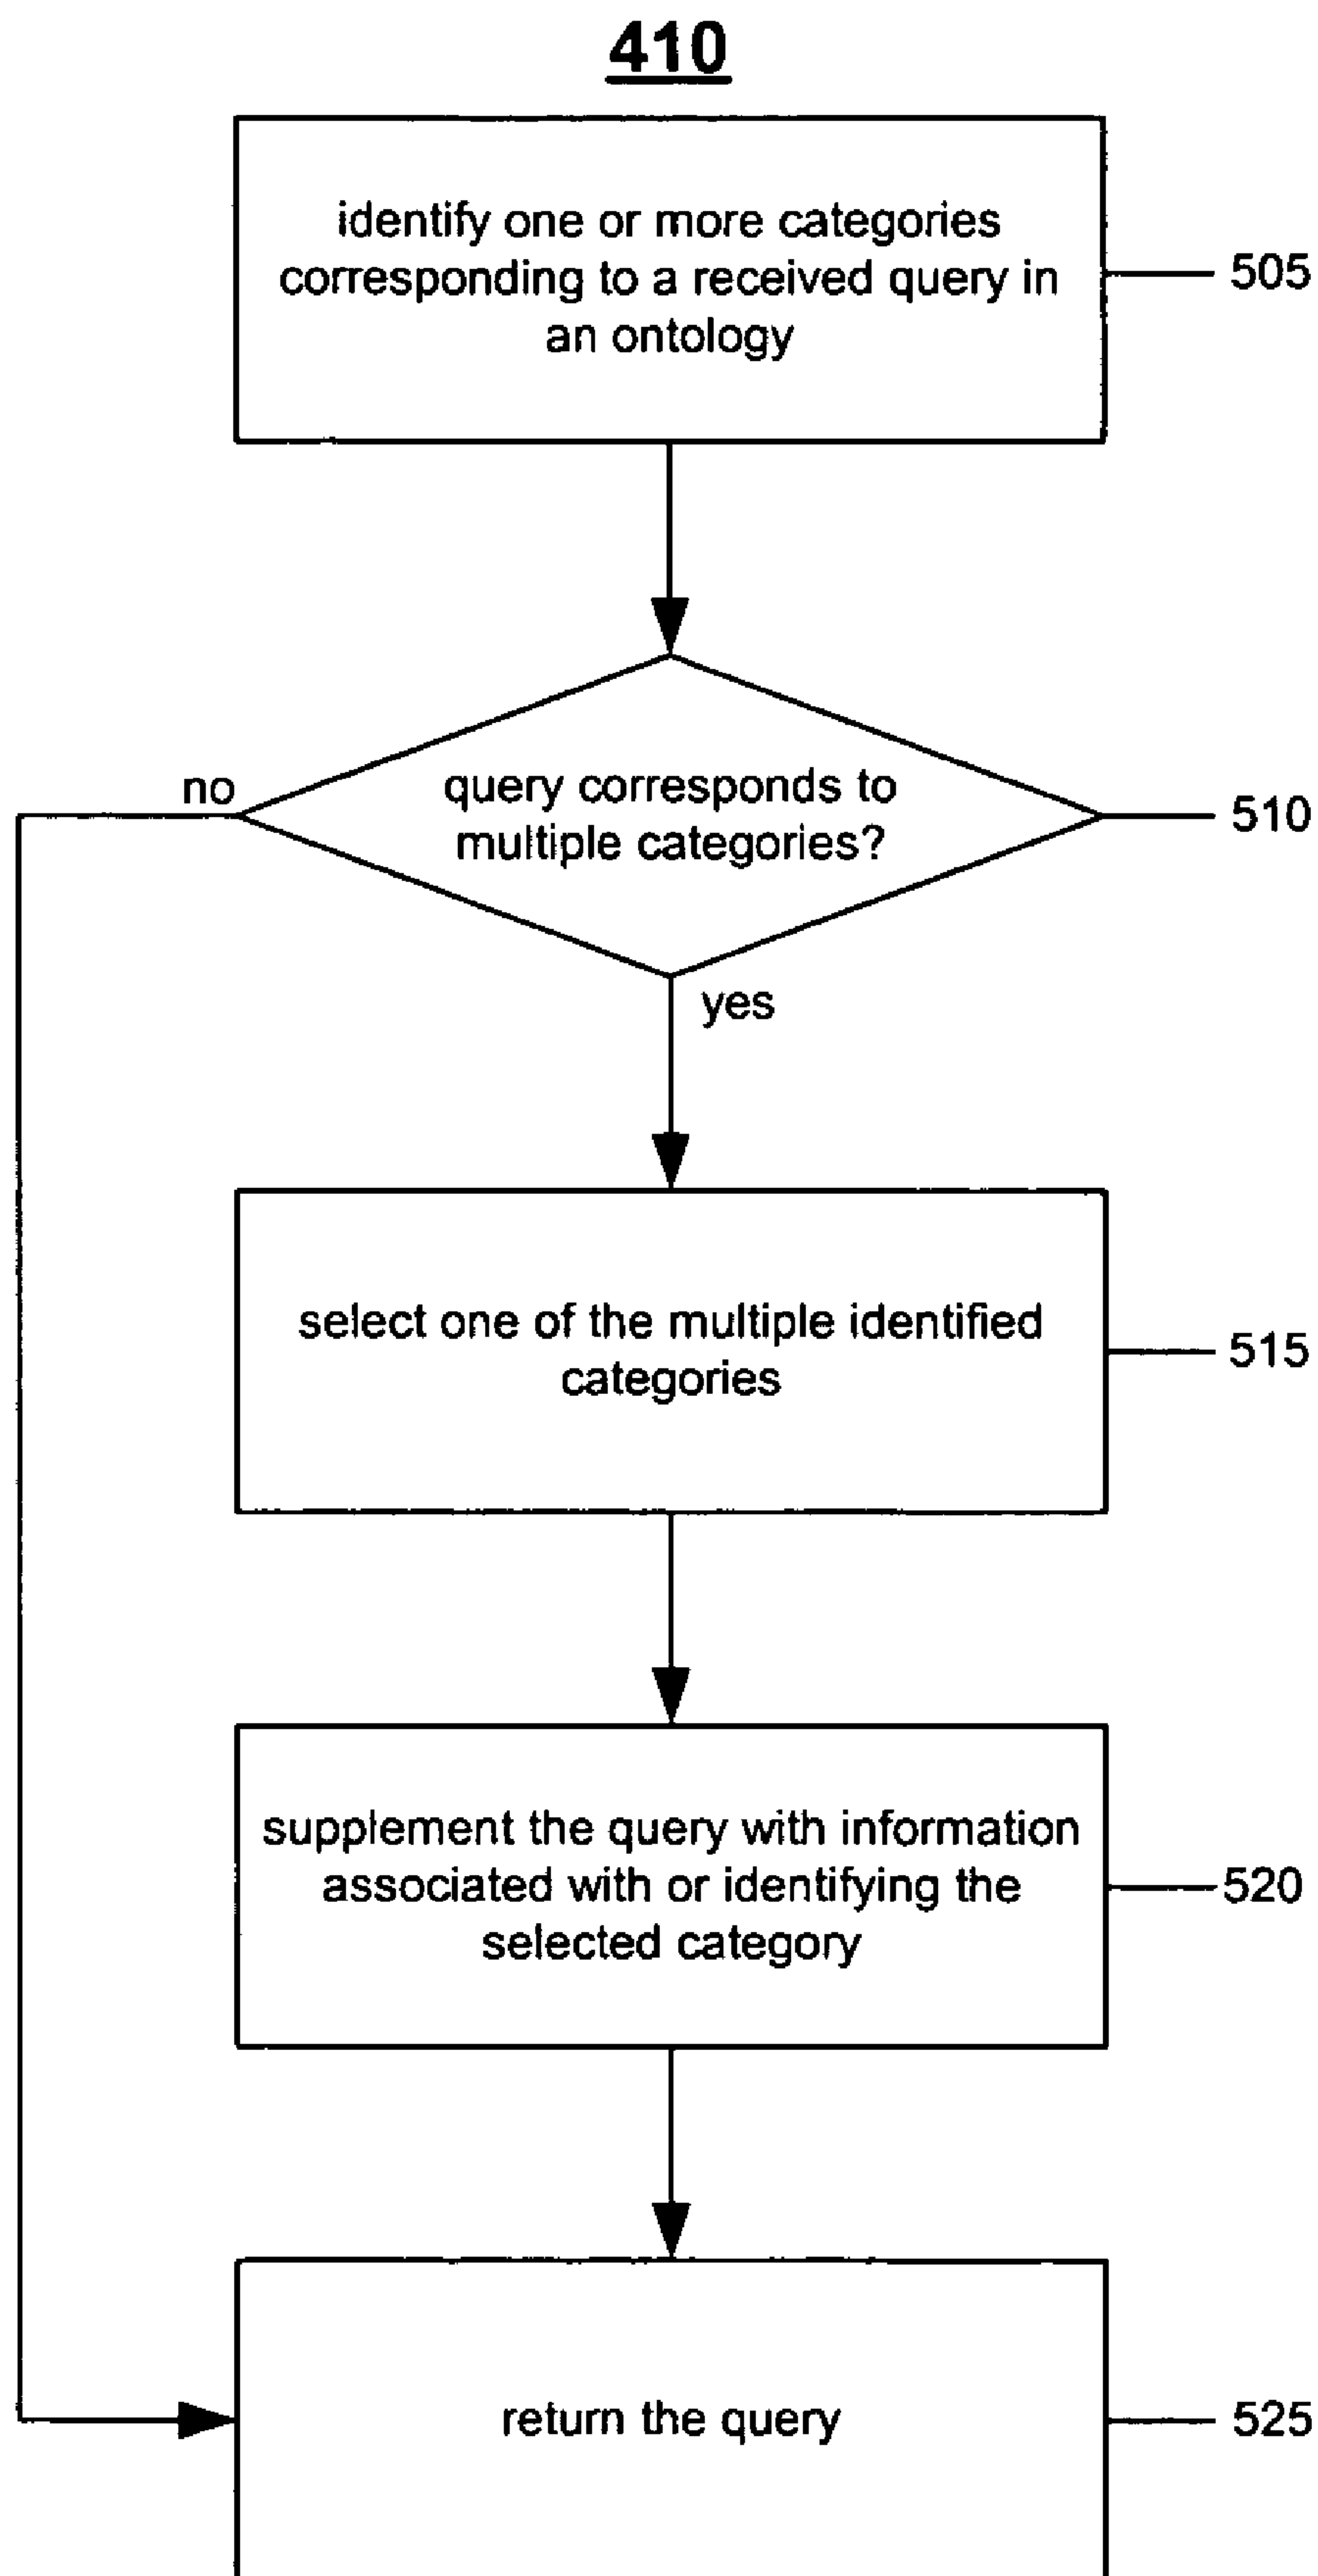 410
identify one or more categories
corresponding to a received query in
an ontology
505
no
query corresponds to
multiple categories?
510
yes
select one of the multiple identified
categories
515
supplement the query with information
associated with or identifying the
selected category
520
return the query
525